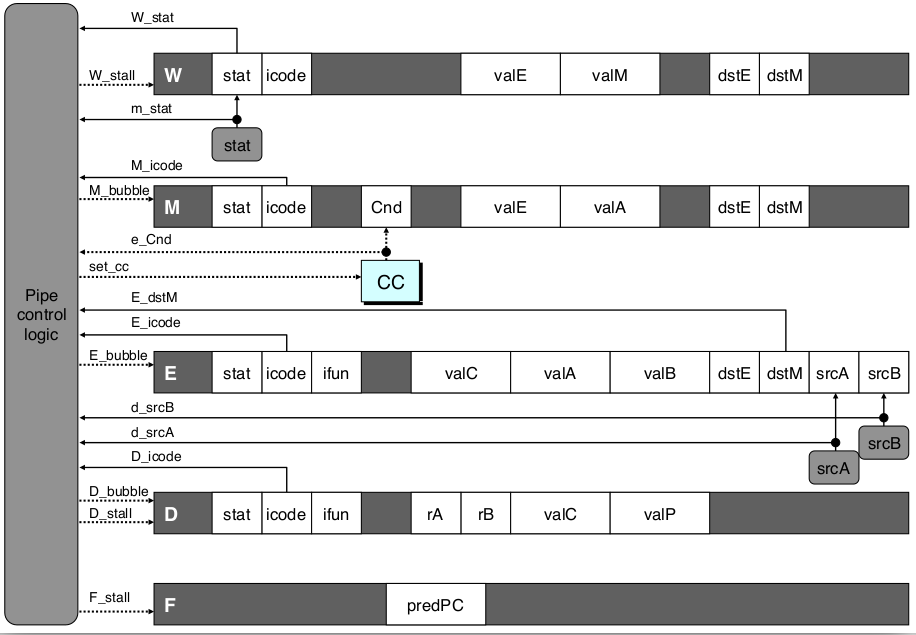 W_stat
W_stall
W stat icode valE valM dstE dstM
m_stat
stat
M_icode
M_bubble
M stat icode Cnd valE valA dstE dstM
e_Cnd
set_cc
CC
Pipe
control
logic
E_dstM
E_icode
E_bubble
E stat icode ifun valC valA valB dstE dstM srcA srcB
d_srcB
d_srcA
srcB
srcA
D_icode
D_bubble
D_stall
D stat icode ifun rA rB valC valP
F_stall
F predPC